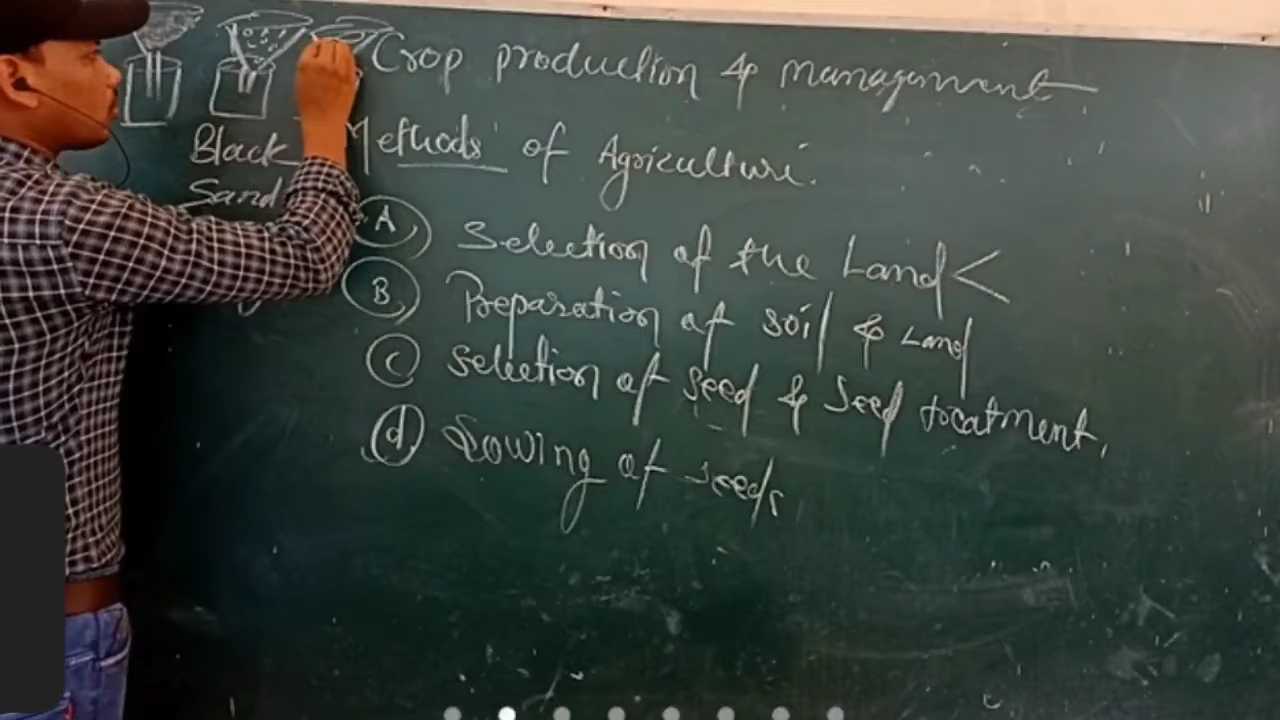 Crop production & management
Methods of Agriculture.
A Selection of the Land <
B Preparation of soil & Land
C Selection of seed & Seed treatment,
d Sowing of seeds
Black
Sand